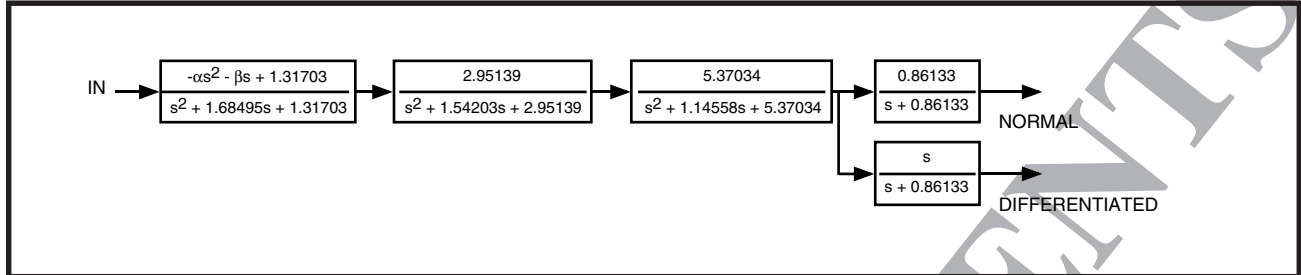 IN
-αs² - βs + 1.31703
s² + 1.68495s + 1.31703
2.95139
s² + 1.54203s + 2.95139
5.37034
s² + 1.14558s + 5.37034
0.86133
s + 0.86133
NORMAL
s
s + 0.86133
DIFFERENTIATED
ENTS